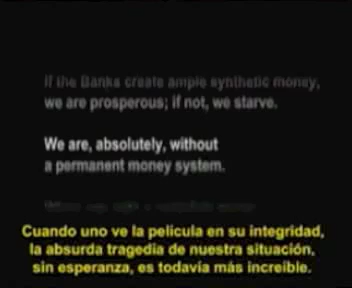 If the Banks create ample synthetic money,
we are prosperous; if not, we starve.
We are, absolutely, without
a permanent money system.
Cuando uno ve la película en su integridad,
la absurda tragedia de nuestra situación,
sin esperanza, es todavía más increíble.